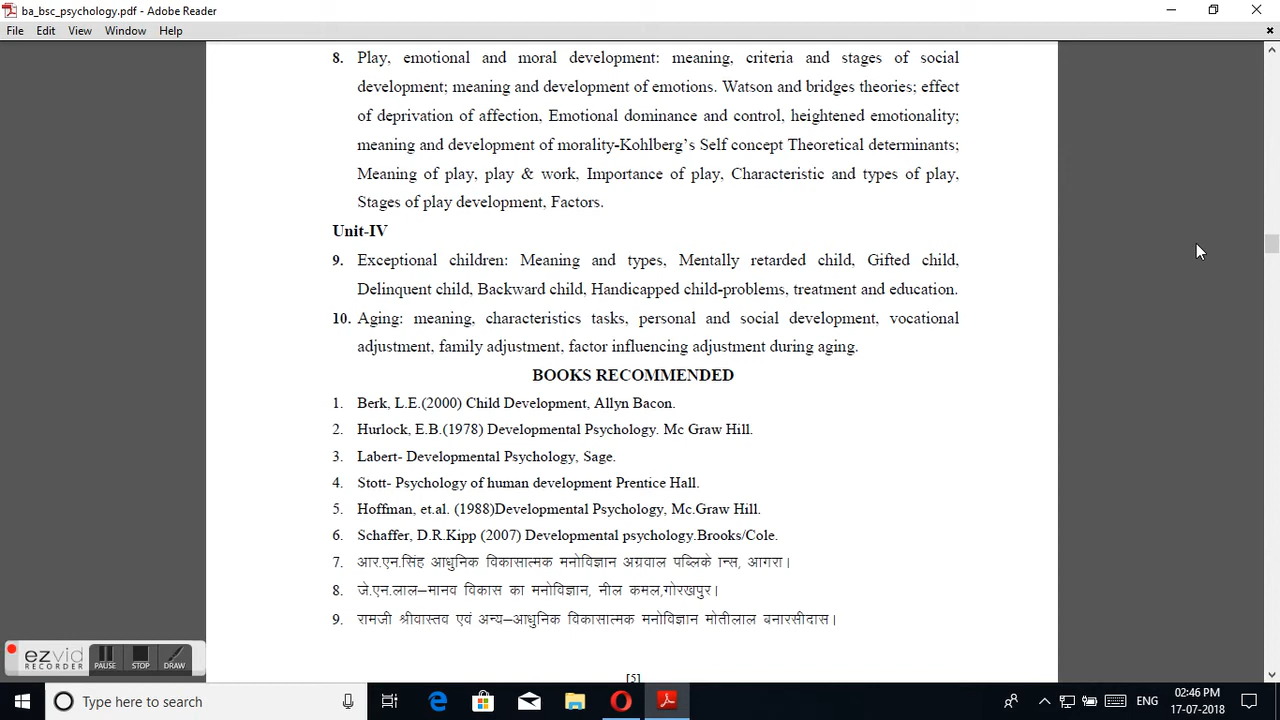 ba_bsc_psychology.pdf - Adobe Reader
File Edit View Window Help
8. Play, emotional and moral development: meaning, criteria and stages of social
development; meaning and development of emotions. Watson and bridges theories; effect
of deprivation of affection, Emotional dominance and control, heightened emotionality;
meaning and development of morality-Kohlberg's Self concept Theoretical determinants;
Meaning of play, play & work, Importance of play, Characteristic and types of play,
Stages of play development, Factors.
Unit-IV
9. Exceptional children: Meaning and types, Mentally retarded child, Gifted child,
Delinquent child, Backward child, Handicapped child-problems, treatment and education.
10. Aging: meaning, characteristics tasks, personal and social development, vocational
adjustment, family adjustment, factor influencing adjustment during aging.
BOOKS RECOMMENDED
1. Berk, L.E.(2000) Child Development, Allyn Bacon.
2. Hurlock, E.B.(1978) Developmental Psychology. Mc Graw Hill.
3. Labert- Developmental Psychology, Sage.
4. Stott- Psychology of human development Prentice Hall.
5. Hoffman, et.al. (1988)Developmental Psychology, Mc.Graw Hill.
6. Schaffer, D.R.Kipp (2007) Developmental psychology.Brooks/Cole.
7. आर.एन.सिंह आधुनिक विकासात्मक मनोविज्ञान अग्रवाल पब्लिके ान्स, आगरा।
8. जे.एन.लाल–मानव विकास का मनोविज्ञान, नील कमल,गोरखपुर।
9. रामजी श्रीवास्तव एवं अन्य–आधुनिक विकासात्मक मनोविज्ञान मोतीलाल बनारसीदास।
[5]
ezvid
RECORDER
PAUSE STOP DRAW
Type here to search
ENG
02:46 PM
17-07-2018